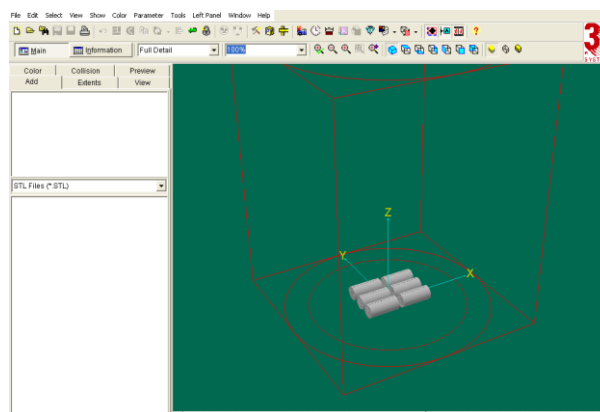 File Edit Select View Show Color Parameter Tools Left Panel Window Help
Main Information Full Detail 100%
3
SYST
Color Collision Preview
Add Extents View
STL Files (*.STL)
Z
Y
X